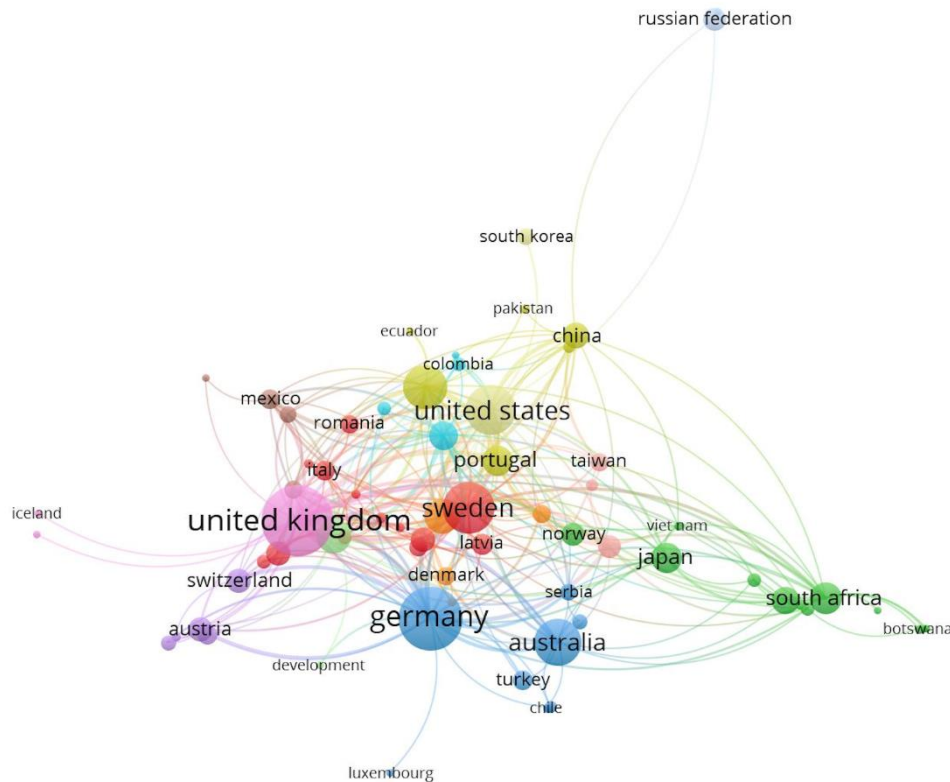 russian federation
south korea
pakistan
china
ecuador
colombia
mexico
united states
romania
portugal
taiwan
italy
sweden
iceland
united kingdom
viet nam
norway
latvia
japan
denmark
switzerland
serbia
south africa
germany
austria
botswana
australia
development
turkey
chile
luxembourg